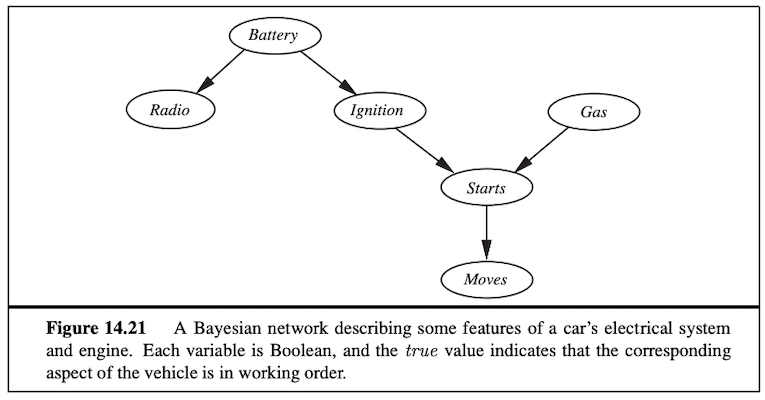 Battery
Radio
Ignition
Gas
Starts
Moves
Figure 14.21 A Bayesian network describing some features of a car's electrical system
and engine. Each variable is Boolean, and the true value indicates that the corresponding
aspect of the vehicle is in working order.